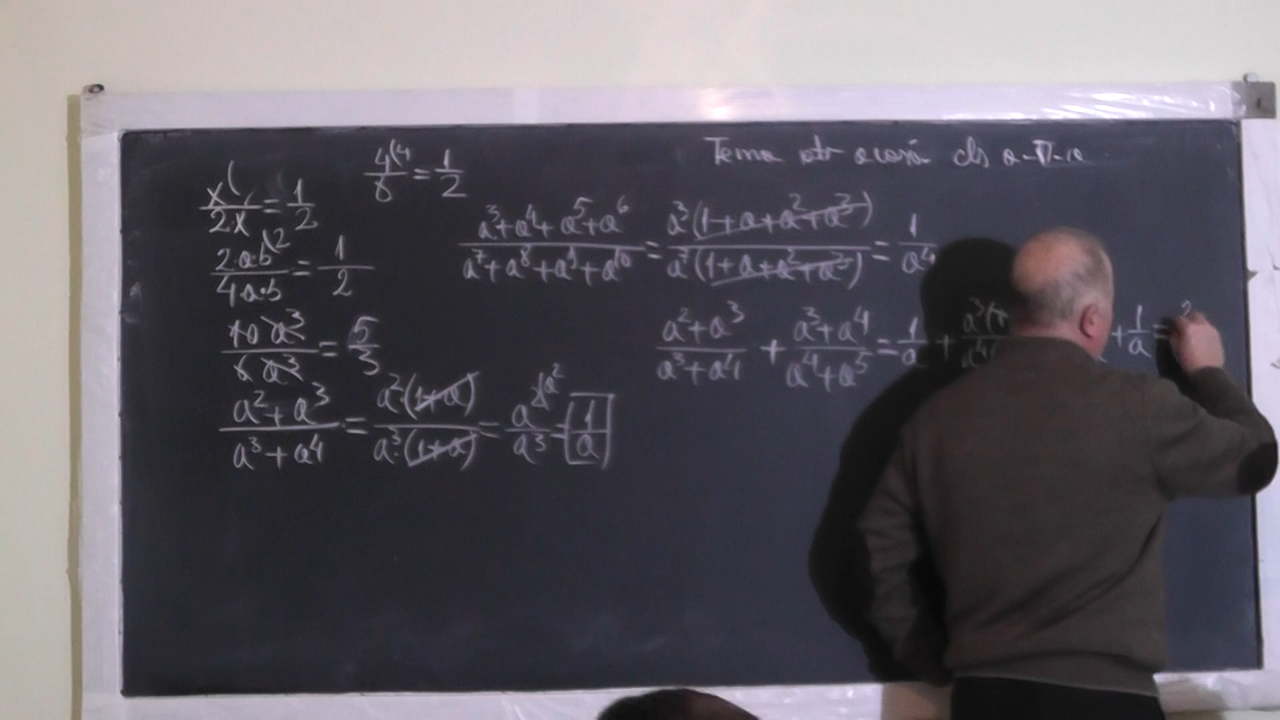 Tema ptr acasă cls a-V-a
x/2x = 1/2
4(4/8 = 1/2
2ab²/4a·b = 1/2
10a³/6a³ = 5/3
(a²+a³)/(a³+a⁴) = a²(1+a)/a³·(1+a) = a²/a³ = 1/a
(a³+a⁴+a⁵+a⁶)/(a⁷+a⁸+a⁹+a¹⁰) = a³(1+a+a²+a³)/a⁷(1+a+a²+a³) = 1/a⁴
(a²+a³)/(a³+a⁴) + (a³+a⁴)/(a⁴+a⁵) = 1/a + + 1/a =